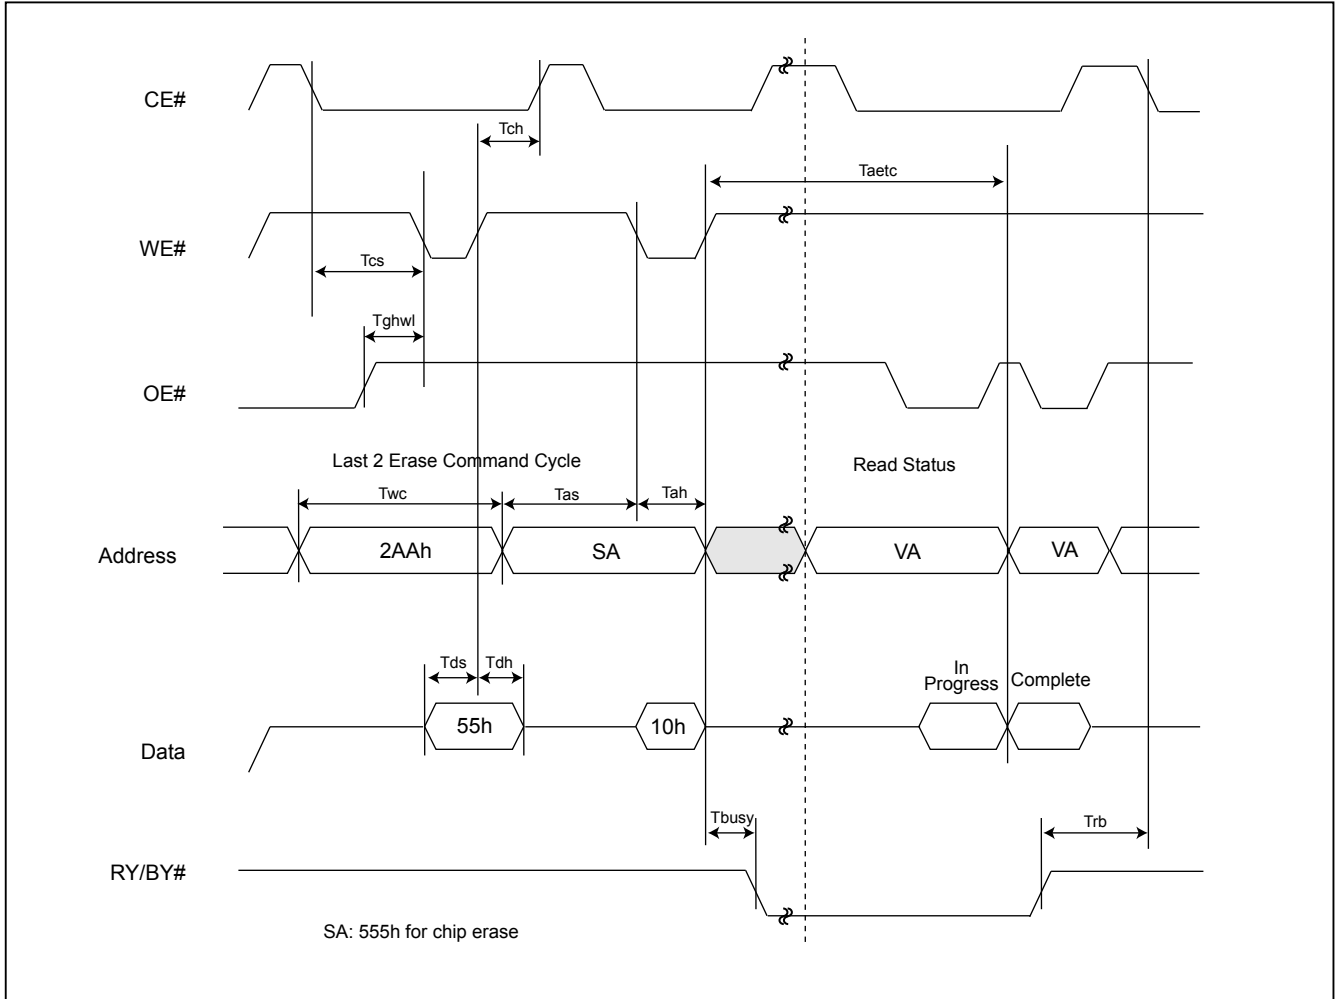 CE#
Tch
Taetc
WE#
Tcs
Tghwl
OE#
Last 2 Erase Command Cycle
Read Status
Twc
Tas
Tah
Address
2AAh
SA
VA
VA
Tds
Tdh
In
Progress
Complete
55h
10h
Data
Tbusy
Trb
RY/BY#
SA: 555h for chip erase